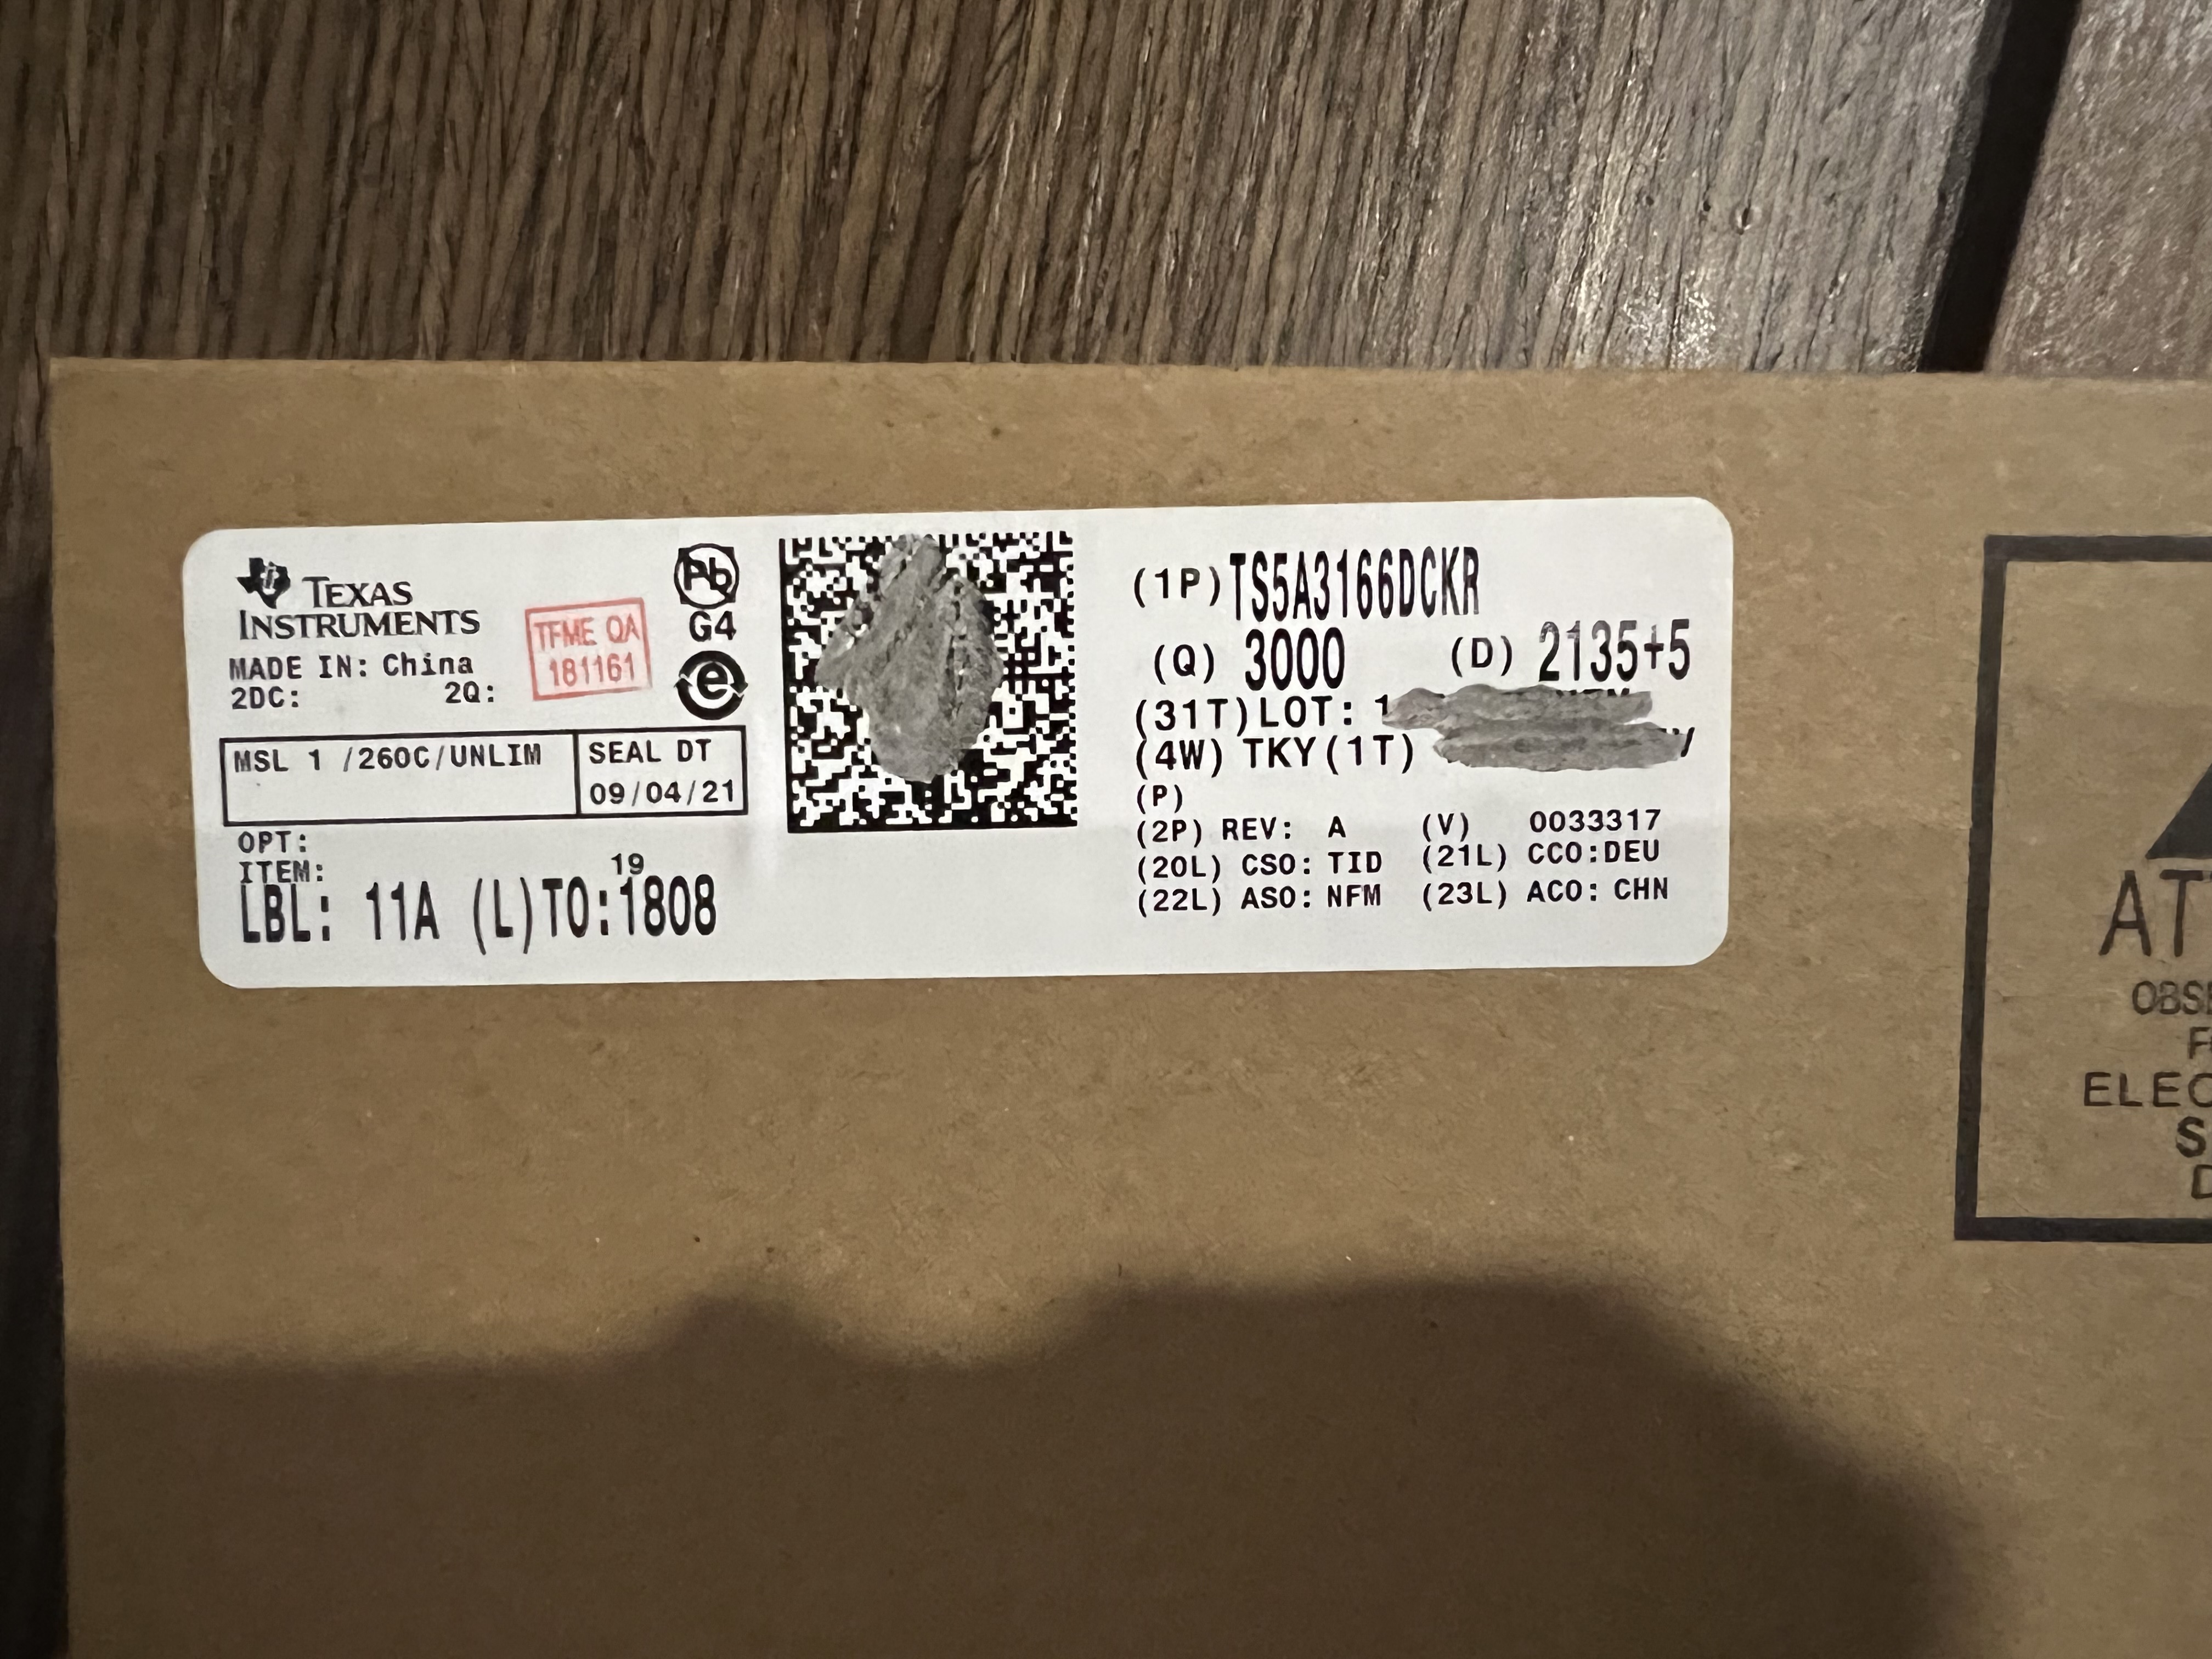 TEXAS
INSTRUMENTS
MADE IN: China
2DC: 2Q:
TFME QA
181161
Pb
G4
e
MSL 1 /260C/UNLIM
SEAL DT
09/04/21
OPT:
ITEM:
19
LBL: 11A (L)TO:1808
(1P)TS5A3166DCKR
(Q) 3000 (D) 2135+5
(31T)LOT: 1
(4W) TKY(1T)
(P)
(2P) REV: A (V) 0033317
(20L) CSO: TID (21L) CCO:DEU
(22L) ASO: NFM (23L) ACO: CHN